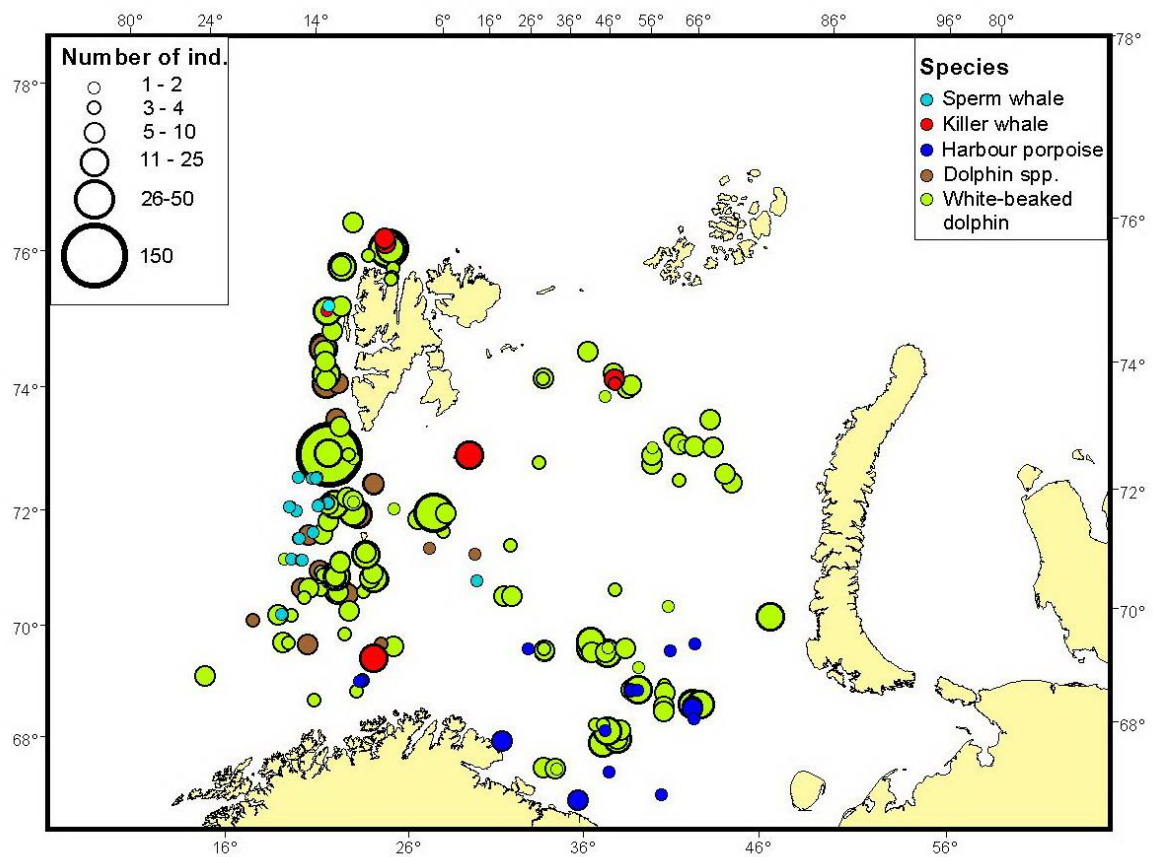 80° 24° 14° 6° 16° 26° 36° 46° 56° 66° 86° 96° 80°
Number of ind.
1 - 2
3 - 4
5 - 10
11 - 25
26-50
150
Species
Sperm whale
Killer whale
Harbour porpoise
Dolphin spp.
White-beaked
dolphin
78°
76°
74°
72°
70°
68°
78°
76°
74°
72°
70°
68°
16° 26° 36° 46° 56°